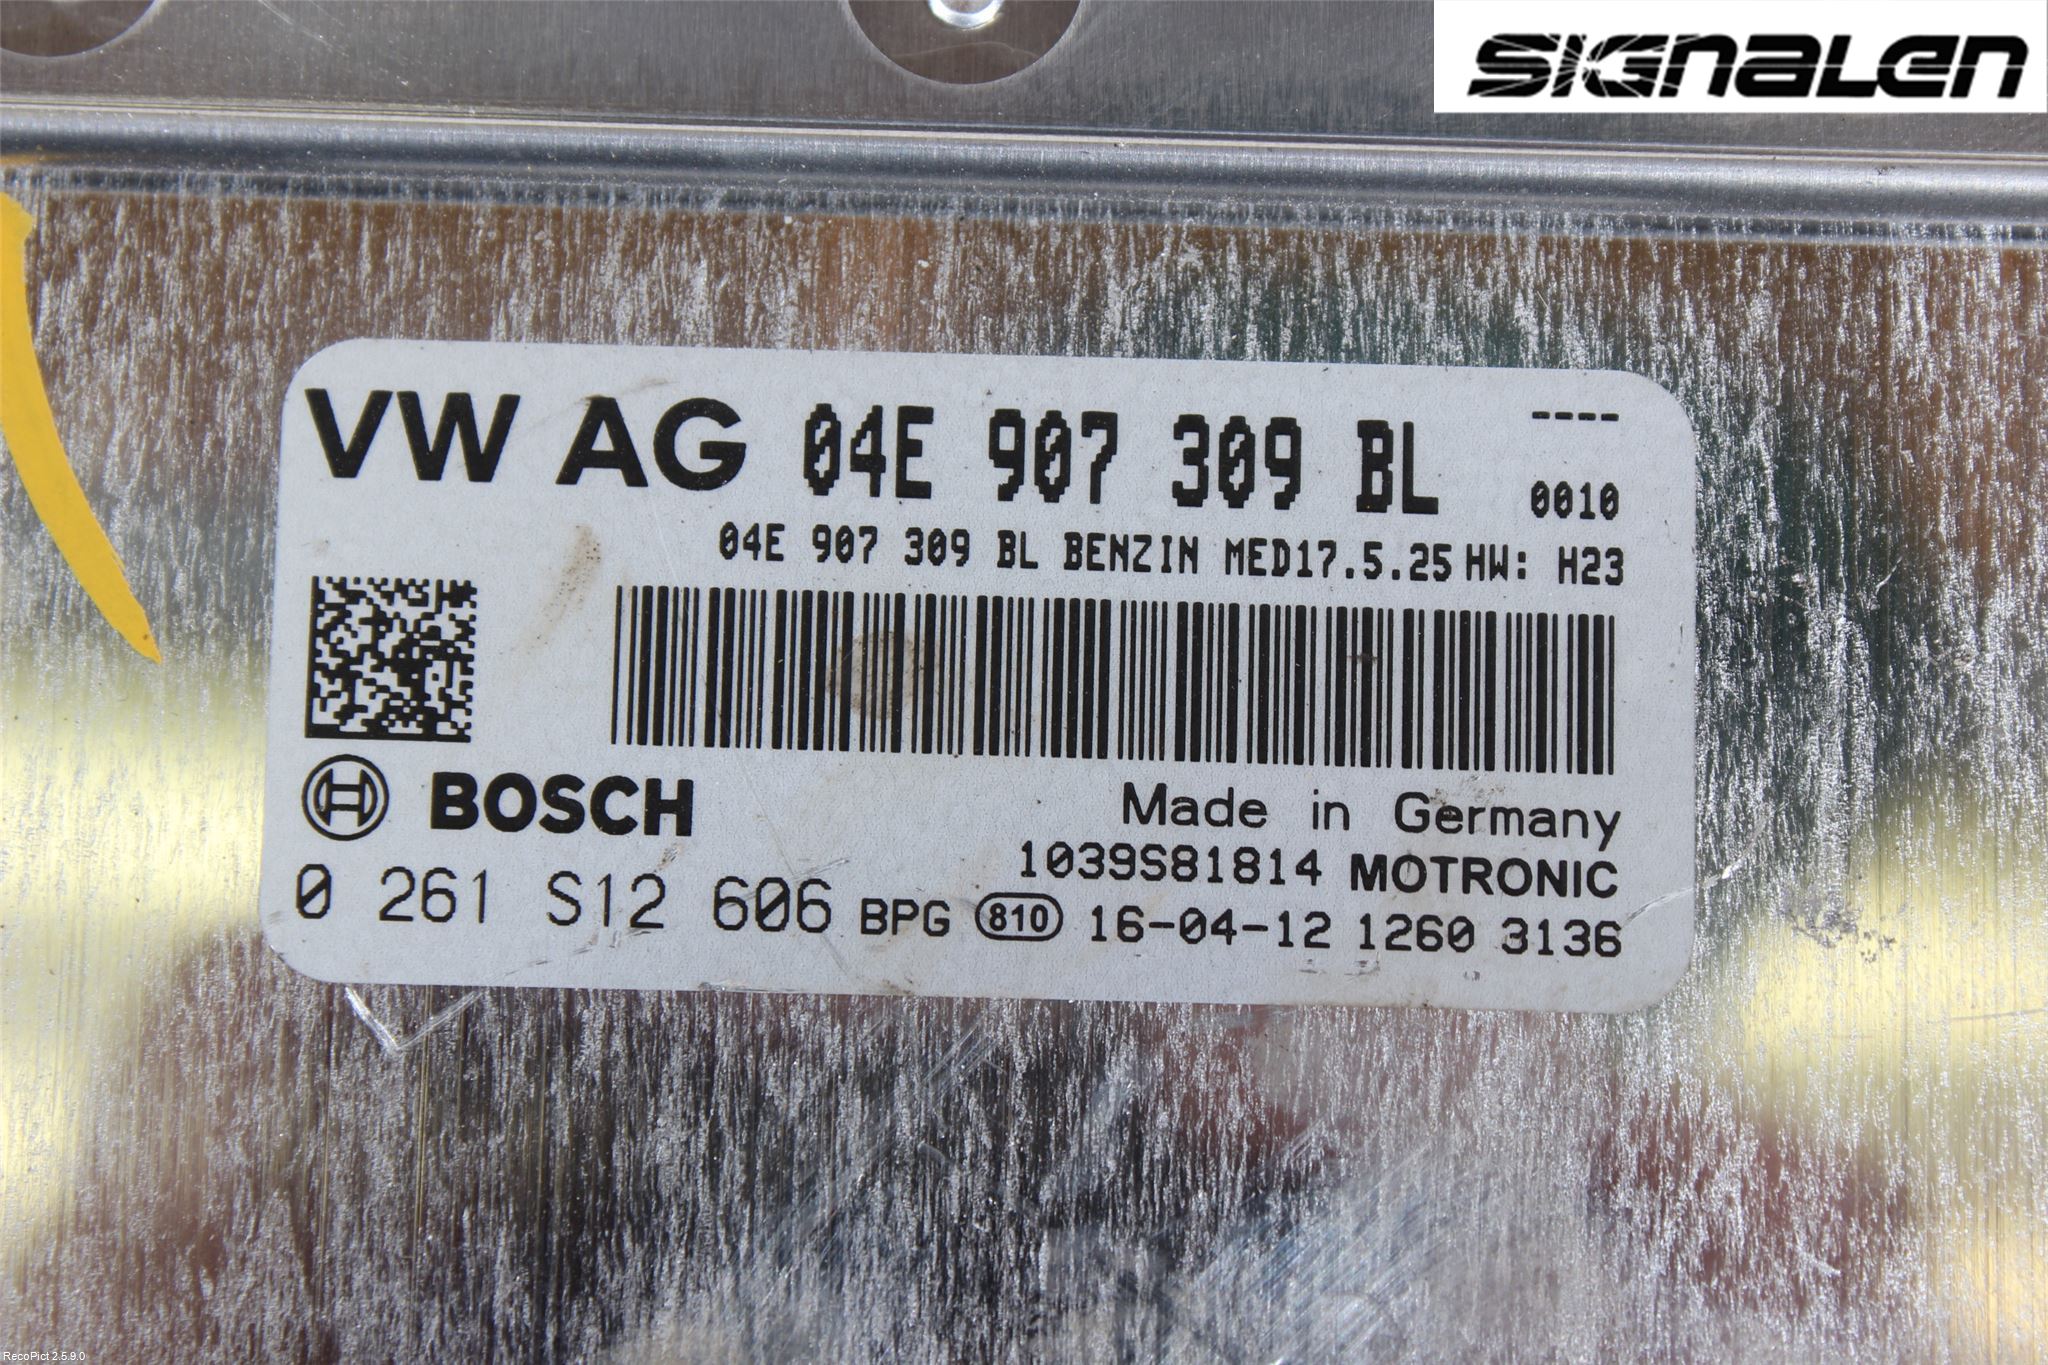 SIGNALEN
VW AG 04E 907 309 BL ----
0010
04E 907 309 BL BENZIN MED17.5.25 HW: H23
BOSCH
Made in Germany
1039S81814 MOTRONIC
0 261 S12 606 BPG 810 16-04-12 1260 3136
RecoPict 2.5.9.0